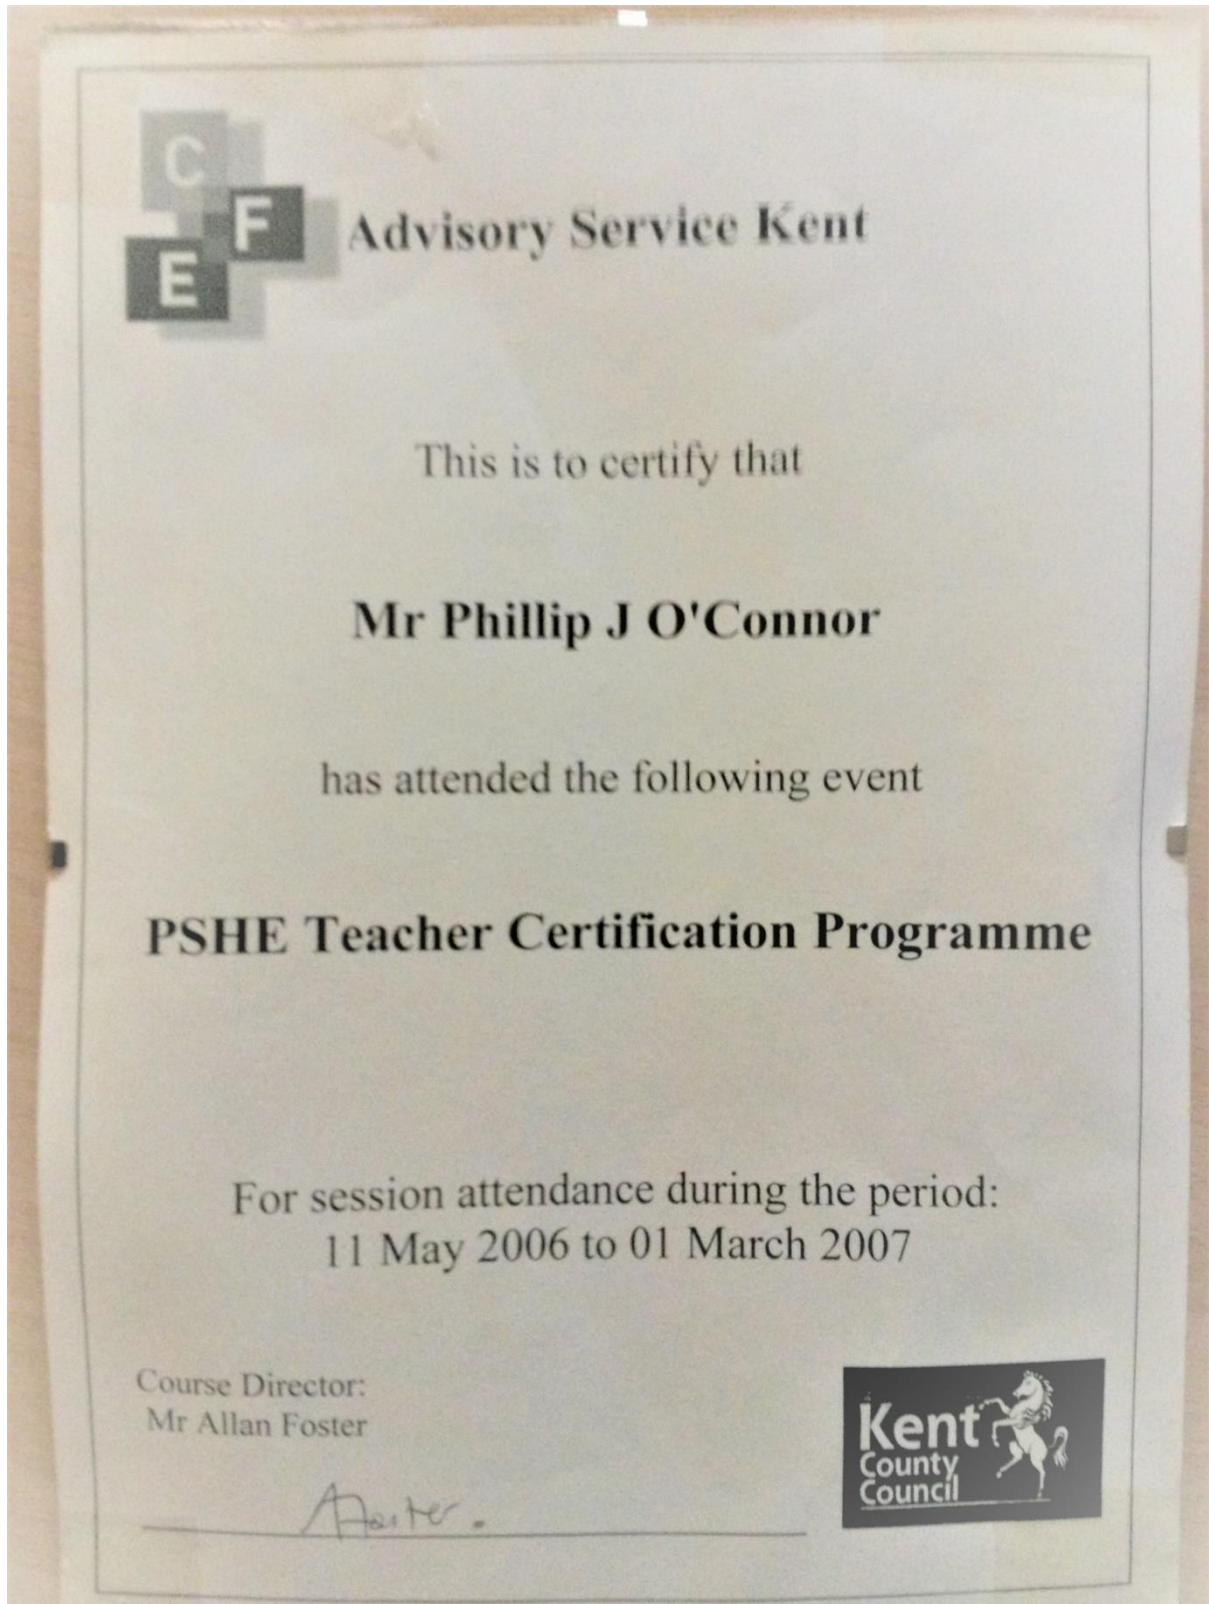 C
F
E
Advisory Service Kent
This is to certify that
Mr Phillip J O'Connor
has attended the following event
PSHE Teacher Certification Programme
For session attendance during the period:
11 May 2006 to 01 March 2007
Course Director:
Mr Allan Foster
AFoster.
Kent
County
Council